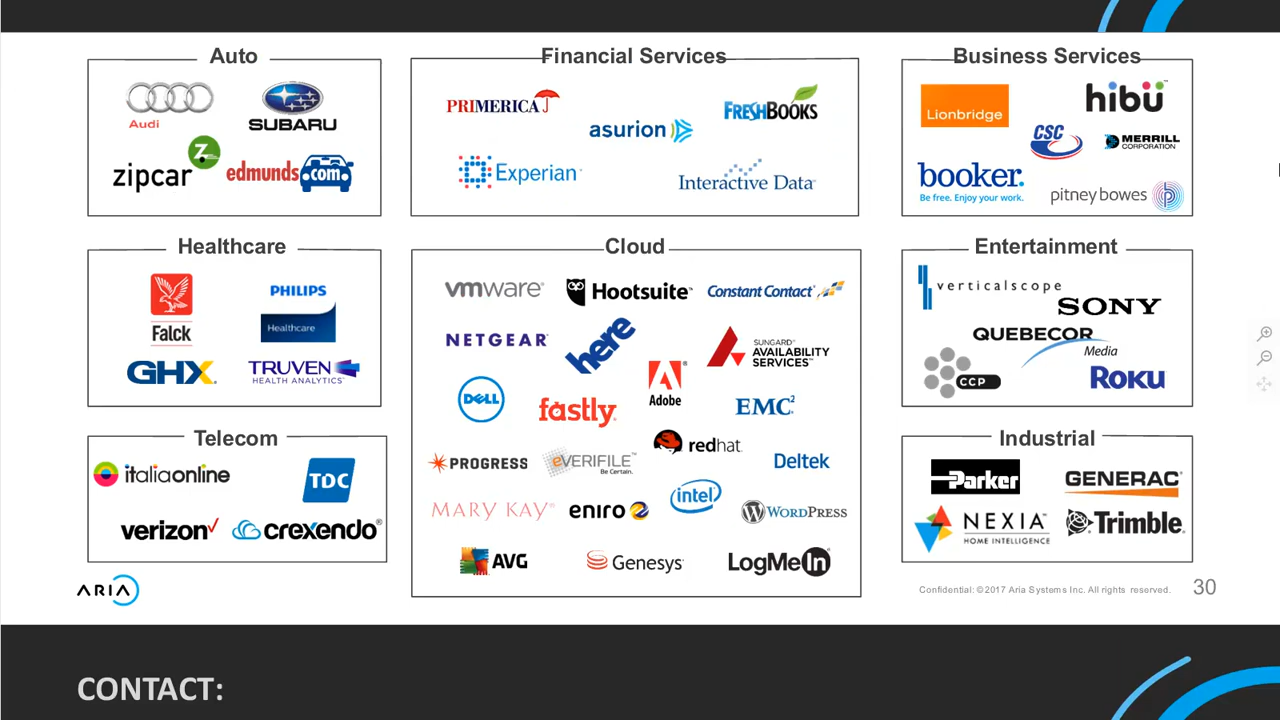 Auto
Audi
SUBARU
zipcar
Z
edmunds.com
Financial Services
PRIMERICA
FRESHBOOKS
asurion
Experian
Interactive Data
Business Services
Lionbridge
hibu
CSC
MERRILL
CORPORATION
booker.
Be free. Enjoy your work.
pitney bowes
Healthcare
Falck
PHILIPS
Healthcare
GHX
TRUVEN
HEALTH ANALYTICS
Cloud
vmware
Hootsuite
Constant Contact
NETGEAR
here
SUNGARD
AVAILABILITY
SERVICES
Adobe
DELL
fastly
EMC²
redhat.
PROGRESS
eVERIFILE
Be Certain.
Deltek
MARY KAY
eniro
intel
WORDPRESS
AVG
Genesys
LogMeIn
Entertainment
verticalscope
SONY
QUEBECOR
Media
CCP
ROKU
Telecom
italiaonline
TDC
verizon
crexendo
Industrial
Parker
GENERAC
NEXIA
HOME INTELLIGENCE
Trimble
ARIA
Confidential: ©2017 Aria Systems Inc. All rights reserved.
30
CONTACT: